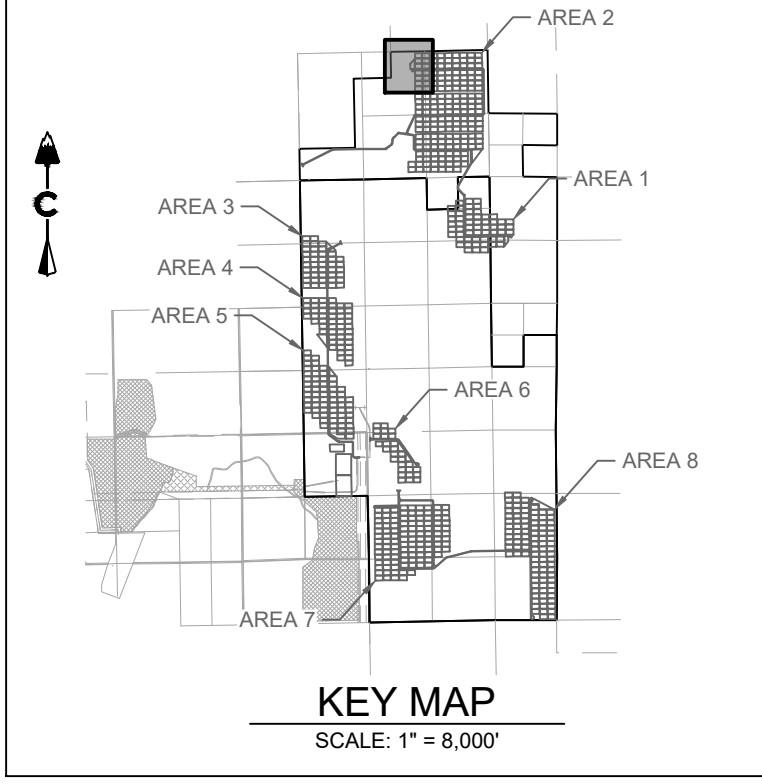 AREA 2
AREA 1
AREA 3
C
AREA 4
AREA 5
AREA 6
AREA 8
AREA 7
KEY MAP
SCALE: 1" = 8,000'